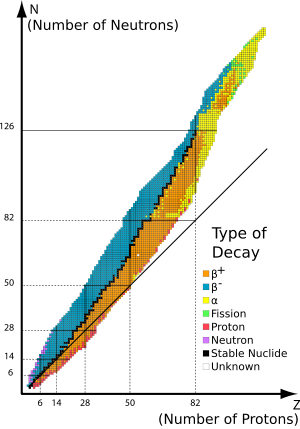 N
(Number of Neutrons)
126
82
50
28
14
6
6 14 28 50 82 Z
(Number of Protons)
Type of
Decay
β+
β-
α
Fission
Proton
Neutron
Stable Nuclide
Unknown